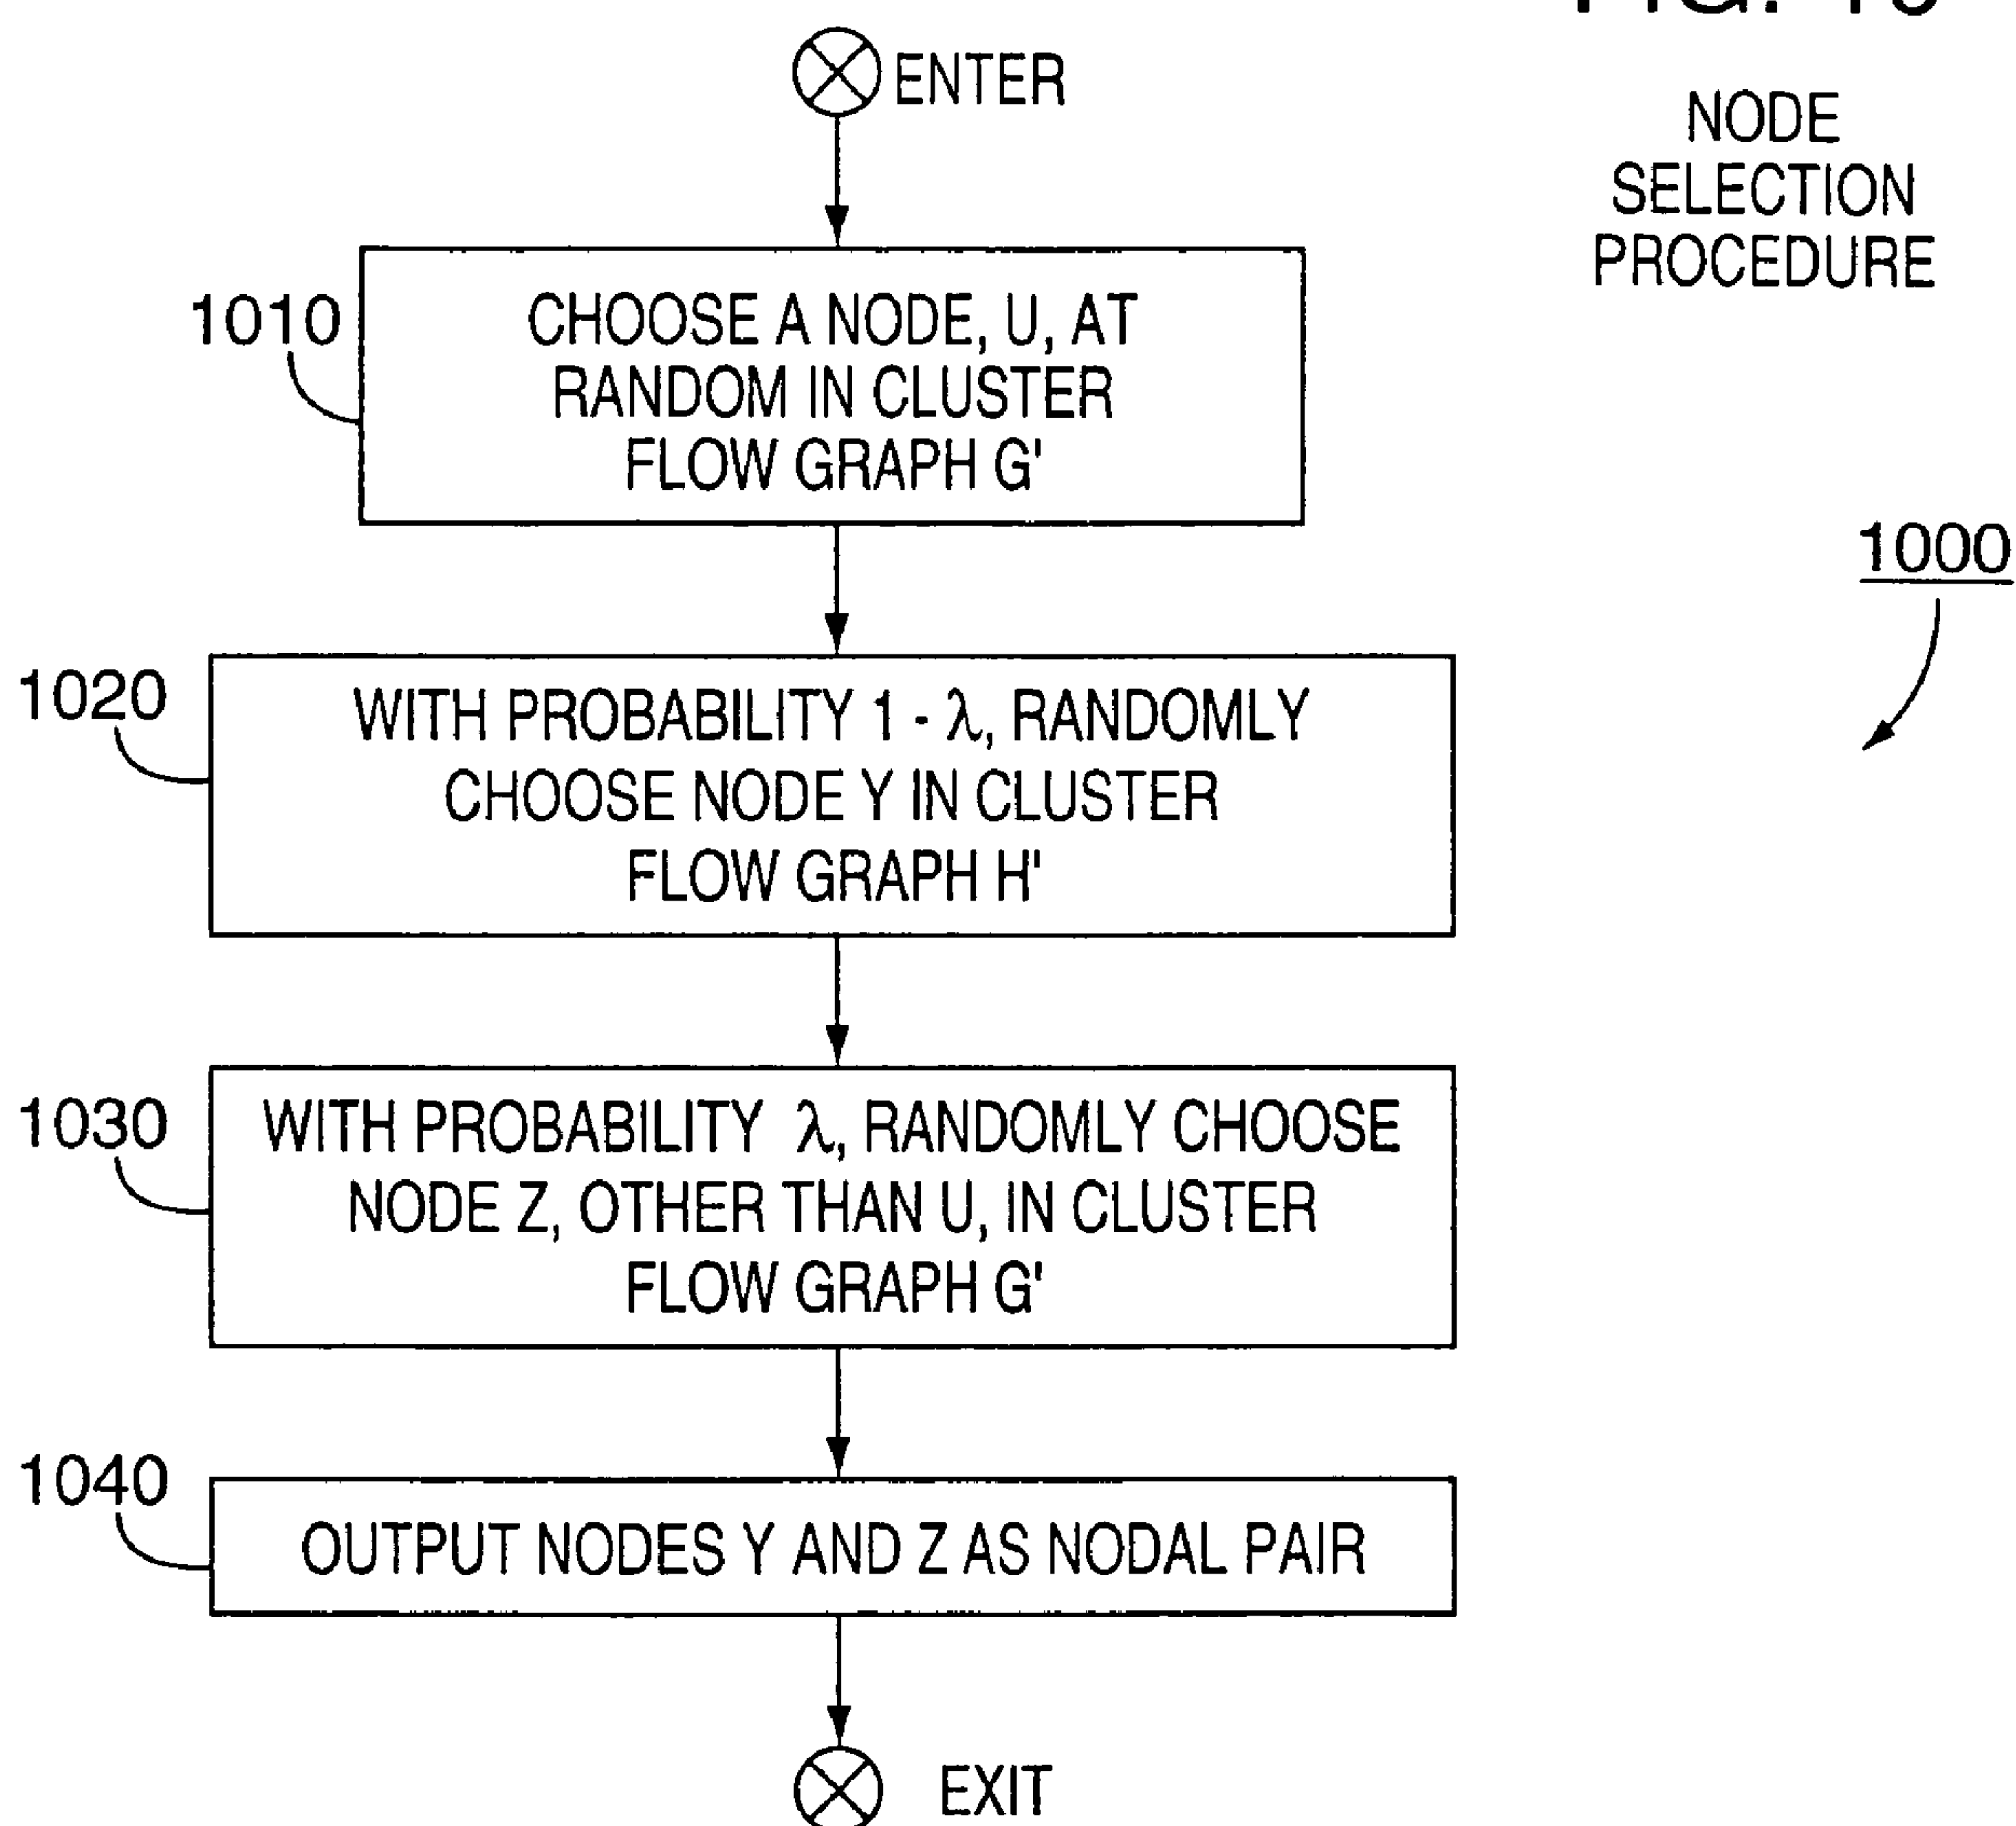 FIG. 10
ENTER
NODE
SELECTION
PROCEDURE
1010
CHOOSE A NODE, U, AT
RANDOM IN CLUSTER
FLOW GRAPH G'
1000
1020
WITH PROBABILITY 1 - λ, RANDOMLY
CHOOSE NODE Y IN CLUSTER
FLOW GRAPH H'
1030
WITH PROBABILITY λ, RANDOMLY CHOOSE
NODE Z, OTHER THAN U, IN CLUSTER
FLOW GRAPH G'
1040
OUTPUT NODES Y AND Z AS NODAL PAIR
EXIT